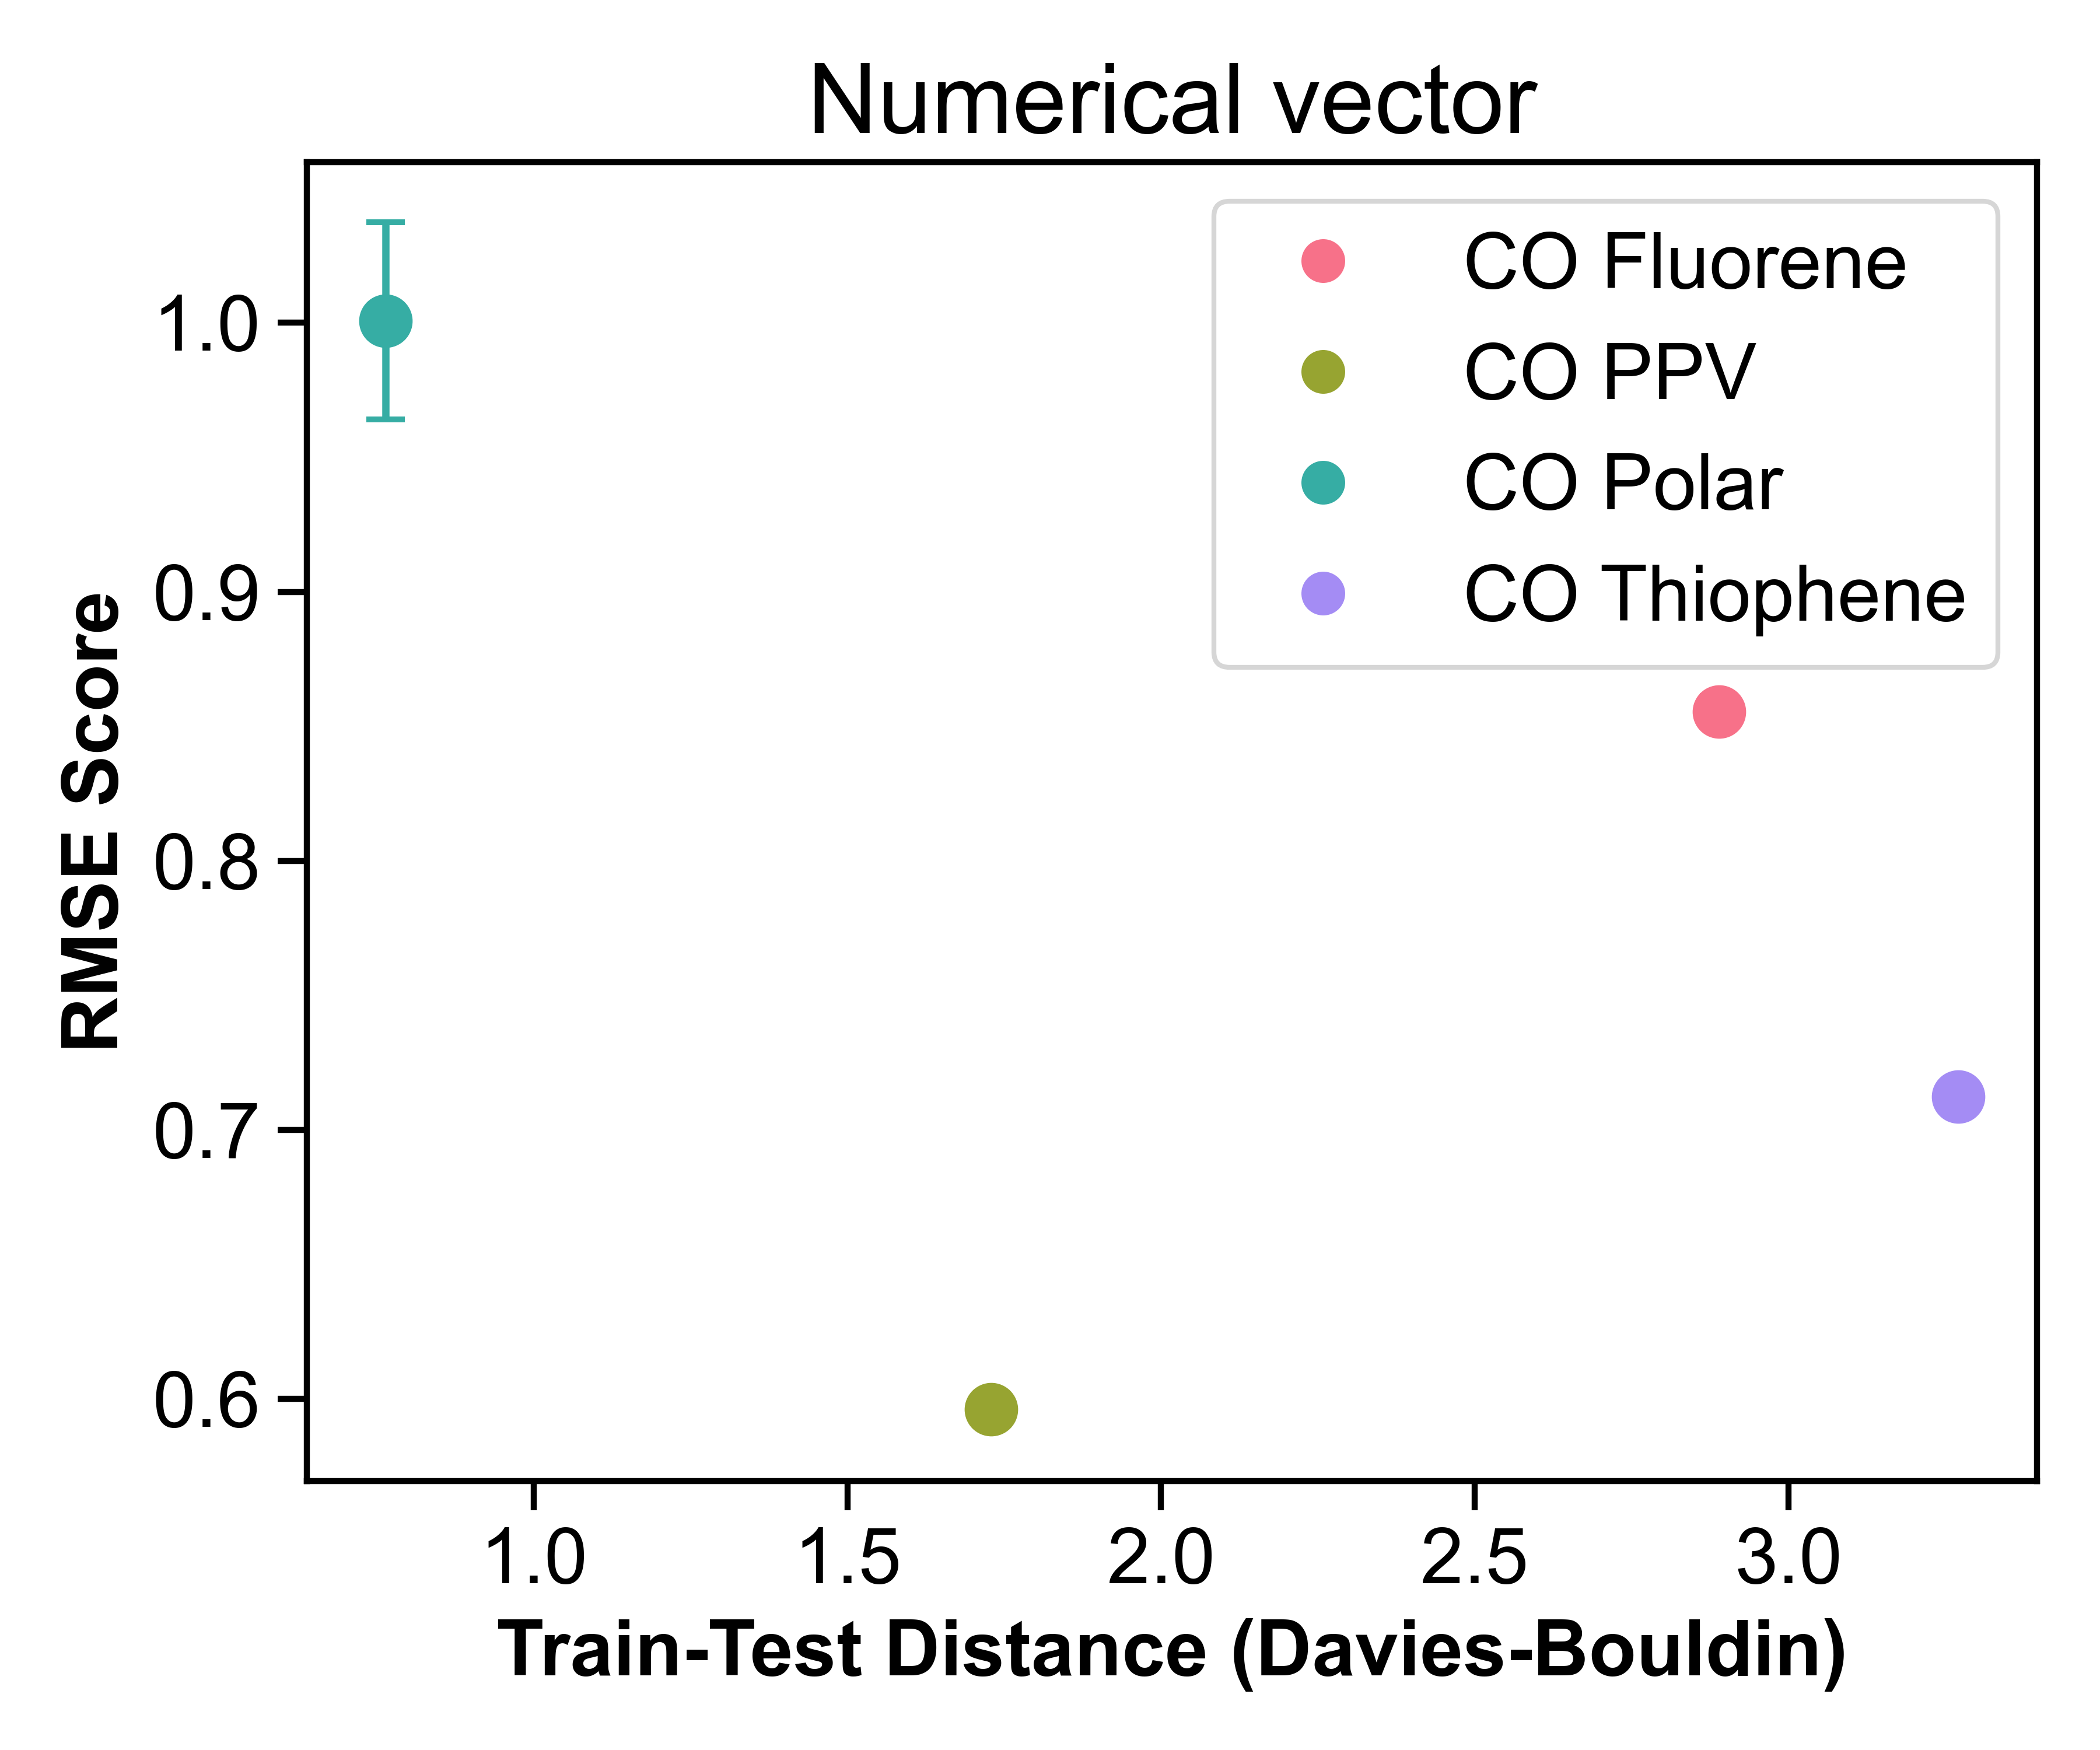 Numerical vector
CO Fluorene
CO PPV
CO Polar
CO Thiophene
RMSE Score
1.0
0.9
0.8
0.7
0.6
1.0 1.5 2.0 2.5 3.0
Train-Test Distance (Davies-Bouldin)